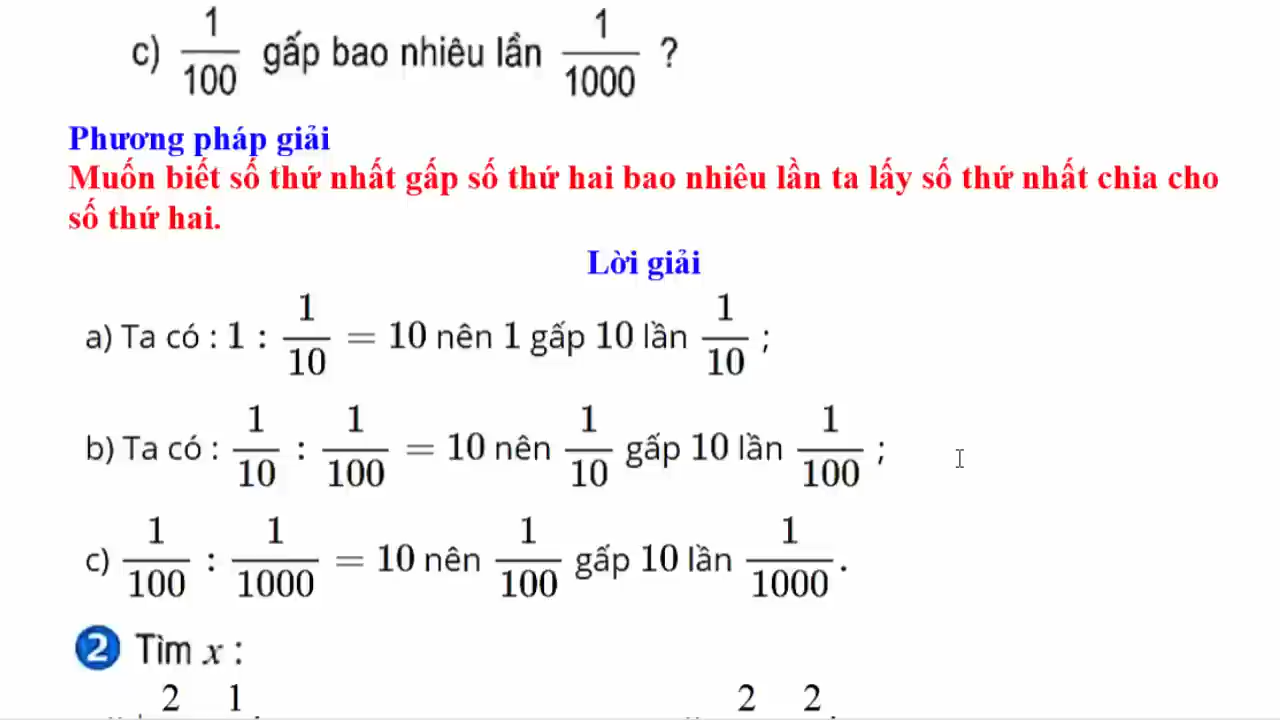 c) 1/100 gấp bao nhiêu lần 1/1000 ?
Phương pháp giải
Muốn biết số thứ nhất gấp số thứ hai bao nhiêu lần ta lấy số thứ nhất chia cho
số thứ hai.
Lời giải
a) Ta có : 1 : 1/10 = 10 nên 1 gấp 10 lần 1/10 ;
b) Ta có : 1/10 : 1/100 = 10 nên 1/10 gấp 10 lần 1/100 ;
c) 1/100 : 1/1000 = 10 nên 1/100 gấp 10 lần 1/1000 .
2 Tìm x :
2 1 2 2